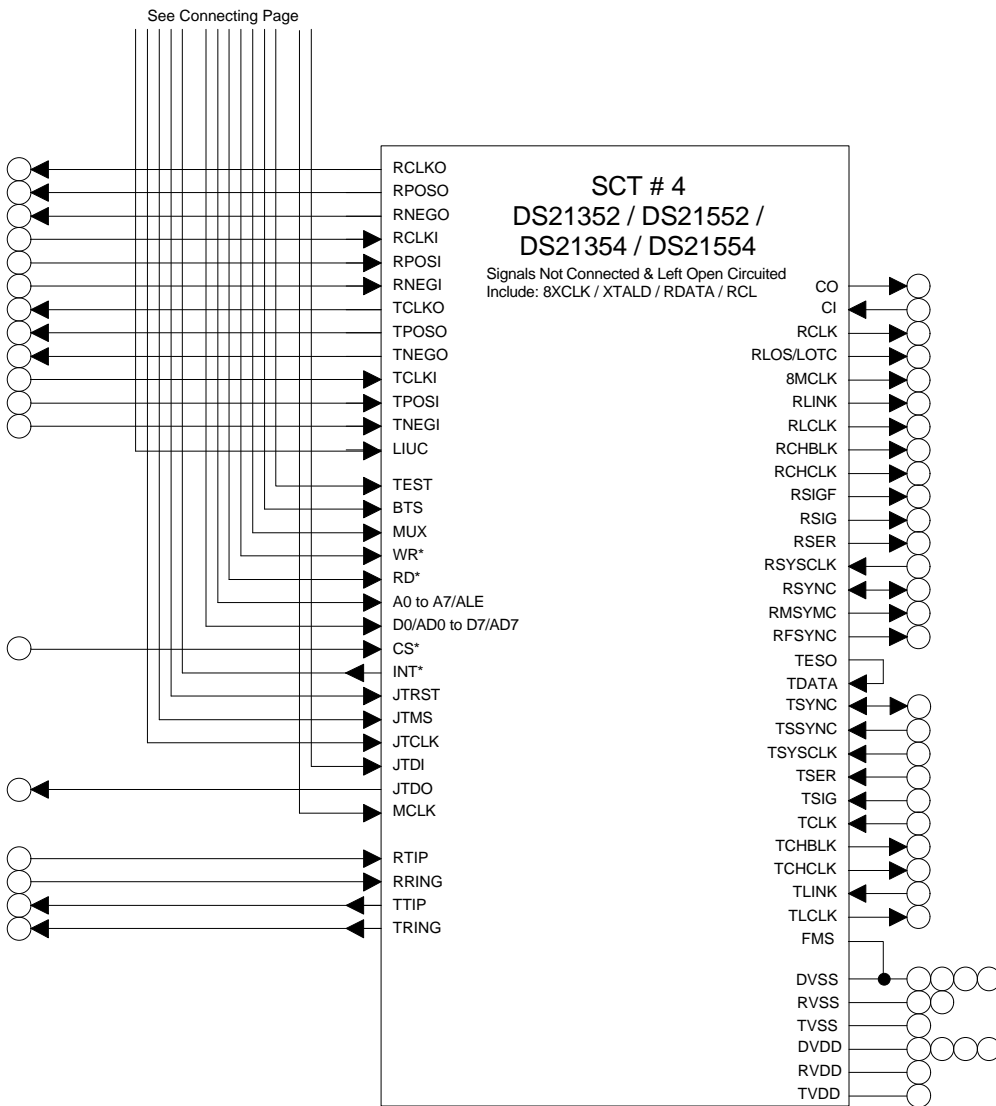 See Connecting Page
SCT # 4
DS21352 / DS21552 /
DS21354 / DS21554
Signals Not Connected & Left Open Circuited
Include: 8XCLK / XTALD / RDATA / RCL
RCLKO
RPOSO
RNEGO
RCLKI
RPOSI
RNEGI
TCLKO
TPOSO
TNEGO
TCLKI
TPOSI
TNEGI
LIUC
TEST
BTS
MUX
WR*
RD*
A0 to A7/ALE
D0/AD0 to D7/AD7
CS*
INT*
JTRST
JTMS
JTCLK
JTDI
JTDO
MCLK
RTIP
RRING
TTIP
TRING
CO
CI
RCLK
RLOS/LOTC
8MCLK
RLINK
RLCLK
RCHBLK
RCHCLK
RSIGF
RSIG
RSER
RSYSCLK
RSYNC
RMSYMC
RFSYNC
TESO
TDATA
TSYNC
TSSYNC
TSYSCLK
TSER
TSIG
TCLK
TCHBLK
TCHCLK
TLINK
TLCLK
FMS
DVSS
RVSS
TVSS
DVDD
RVDD
TVDD